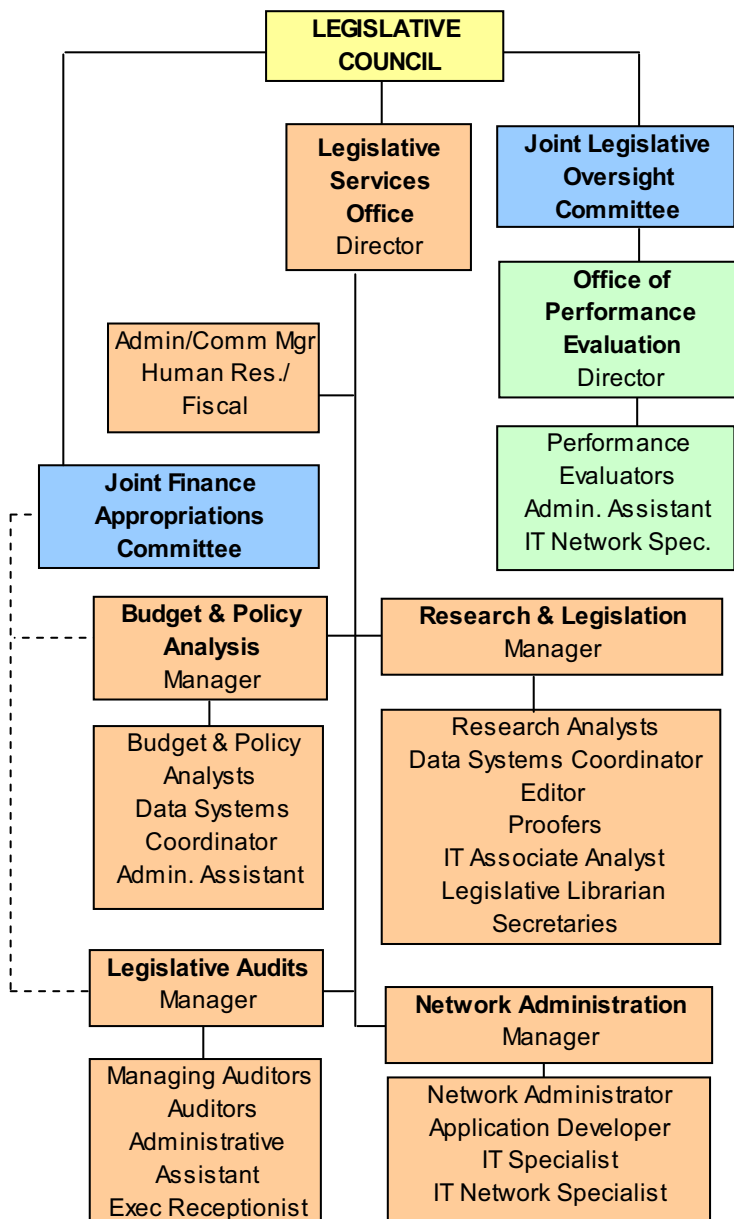 LEGISLATIVE
COUNCIL
Legislative
Services
Office
Director
Joint Legislative
Oversight
Committee
Office of
Performance
Evaluation
Director
Admin/Comm Mgr
Human Res./
Fiscal
Performance
Evaluators
Admin. Assistant
IT Network Spec.
Joint Finance
Appropriations
Committee
Budget & Policy
Analysis
Manager
Research & Legislation
Manager
Budget & Policy
Analysts
Data Systems
Coordinator
Admin. Assistant
Research Analysts
Data Systems Coordinator
Editor
Proofers
IT Associate Analyst
Legislative Librarian
Secretaries
Legislative Audits
Manager
Network Administration
Manager
Managing Auditors
Auditors
Administrative
Assistant
Exec Receptionist
Network Administrator
Application Developer
IT Specialist
IT Network Specialist